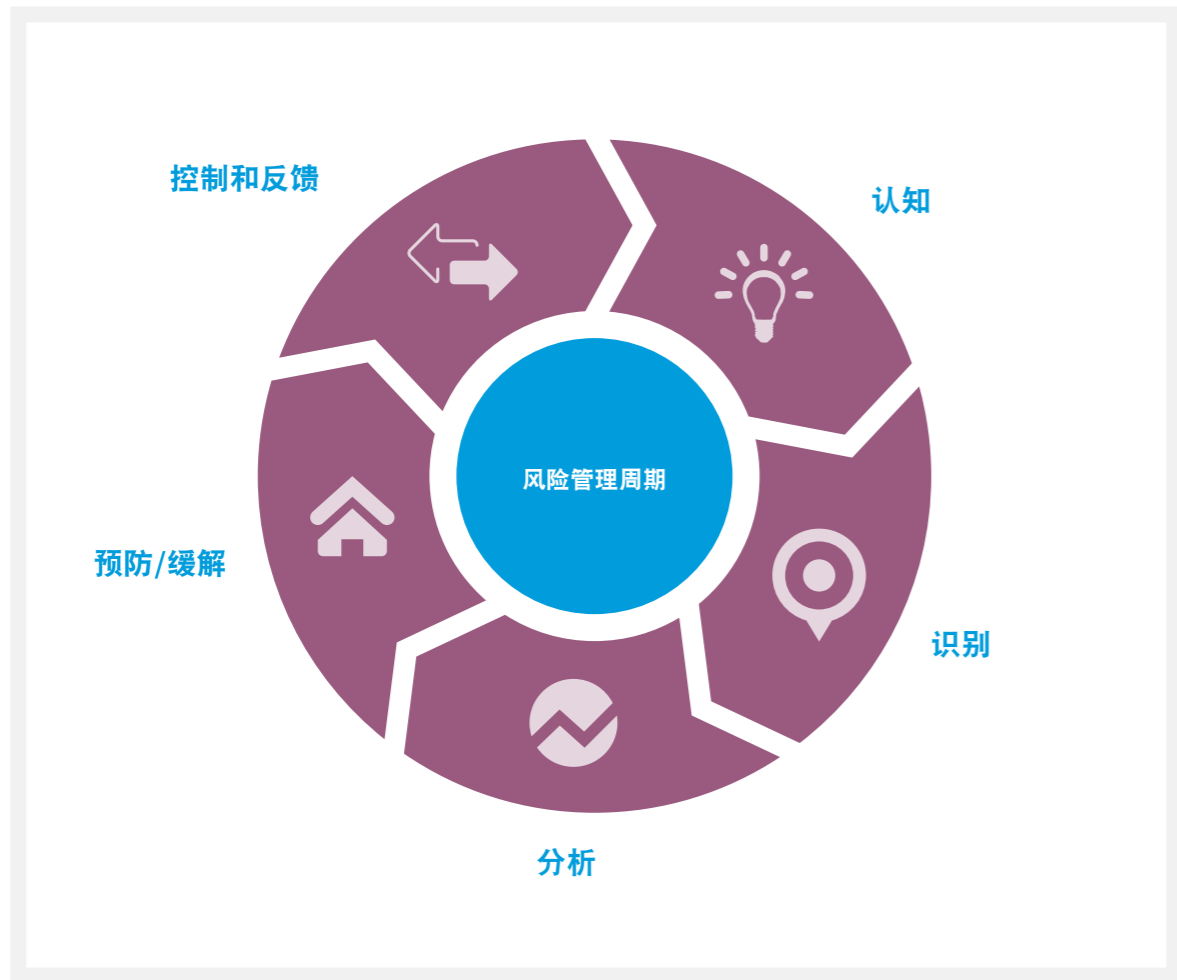 控制和反馈
认知
风险管理周期
预防/缓解
识别
分析